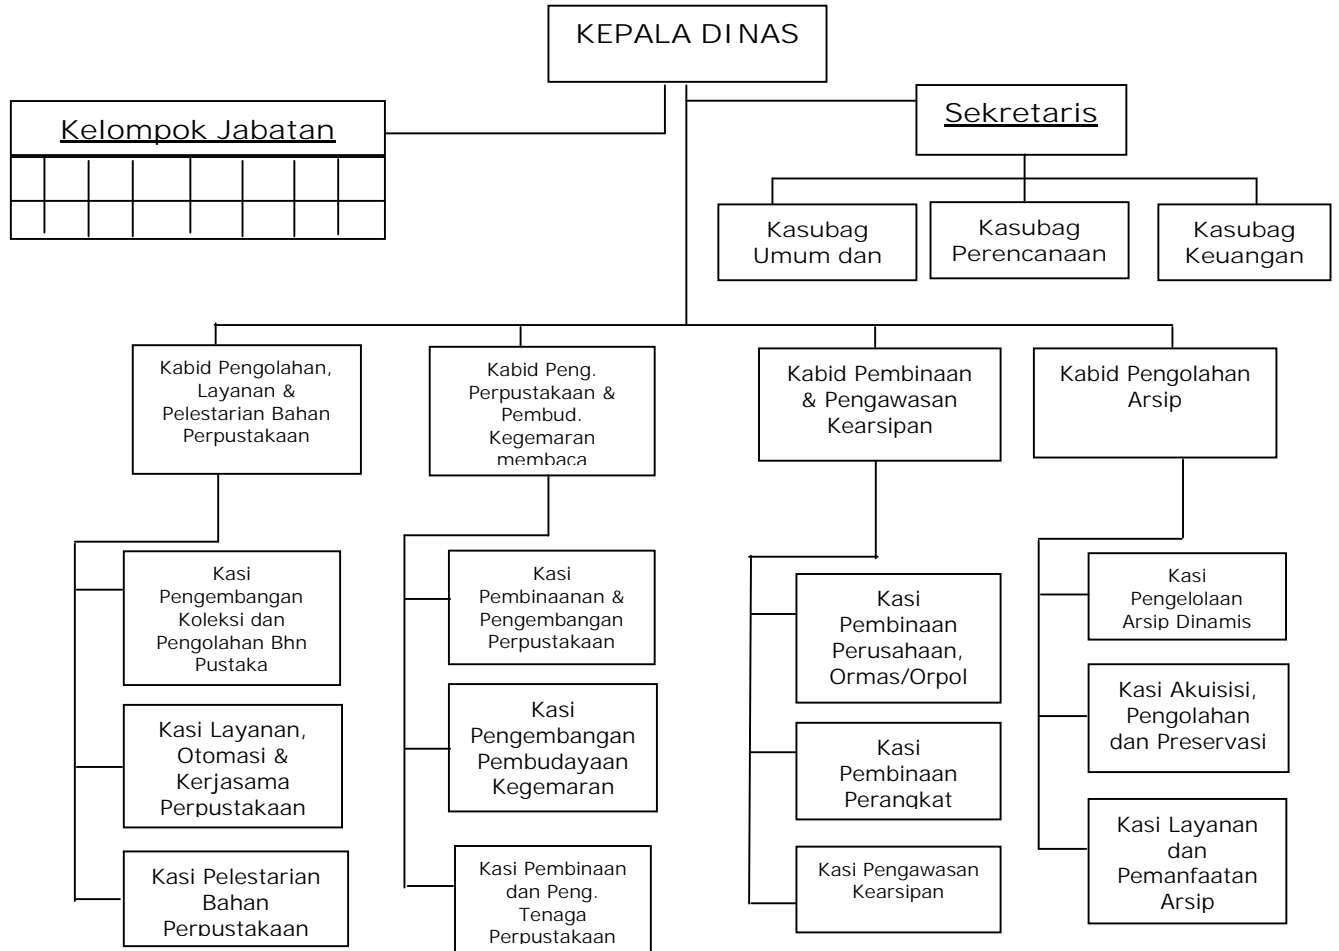 KEPALA DINAS
Kelompok Jabatan
Sekretaris
Kasubag
Umum dan
Kasubag
Perencanaan
Kasubag
Keuangan
Kabid Pengolahan,
Layanan &
Pelestarian Bahan
Perpustakaan
Kabid Peng.
Perpustakaan &
Pembud.
Kegemaran
membaca
Kabid Pembinaan
& Pengawasan
Kearsipan
Kabid Pengolahan
Arsip
Kasi
Pengembangan
Koleksi dan
Pengolahan Bhn
Pustaka
Kasi Layanan,
Otomasi &
Kerjasama
Perpustakaan
Kasi Pelestarian
Bahan
Perpustakaan
Kasi
Pembinaanan &
Pengembangan
Perpustakaan
Kasi
Pengembangan
Pembudayaan
Kegemaran
Kasi Pembinaan
dan Peng.
Tenaga
Perpustakaan
Kasi
Pembinaan
Perusahaan,
Ormas/Orpol
Kasi
Pembinaan
Perangkat
Kasi Pengawasan
Kearsipan
Kasi
Pengelolaan
Arsip Dinamis
Kasi Akuisisi,
Pengolahan
dan Preservasi
Kasi Layanan
dan
Pemanfaatan
Arsip